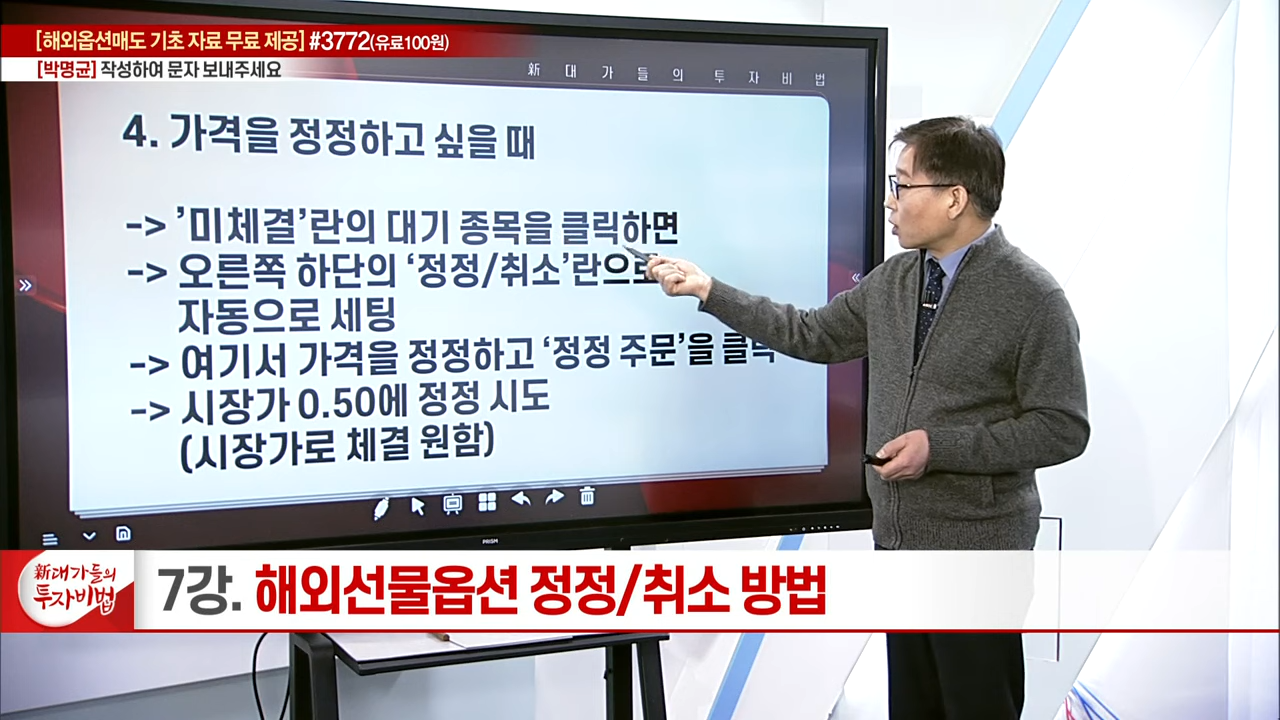 [해외옵션매도 기초 자료 무료 제공] #3772(유료100원)
[박명균] 작성하여 문자 보내주세요
新 대 가 들 의 투 자 비 법
4. 가격을 정정하고 싶을 때
-> '미체결'란의 대기 종목을 클릭하면
-> 오른쪽 하단의 '정정/취소'란으로
자동으로 세팅
-> 여기서 가격을 정정하고 '정정 주문'을 클릭
-> 시장가 0.50에 정정 시도
(시장가로 체결 원함)
PRISM
新대가들의
투자비법
7강. 해외선물옵션 정정/취소 방법